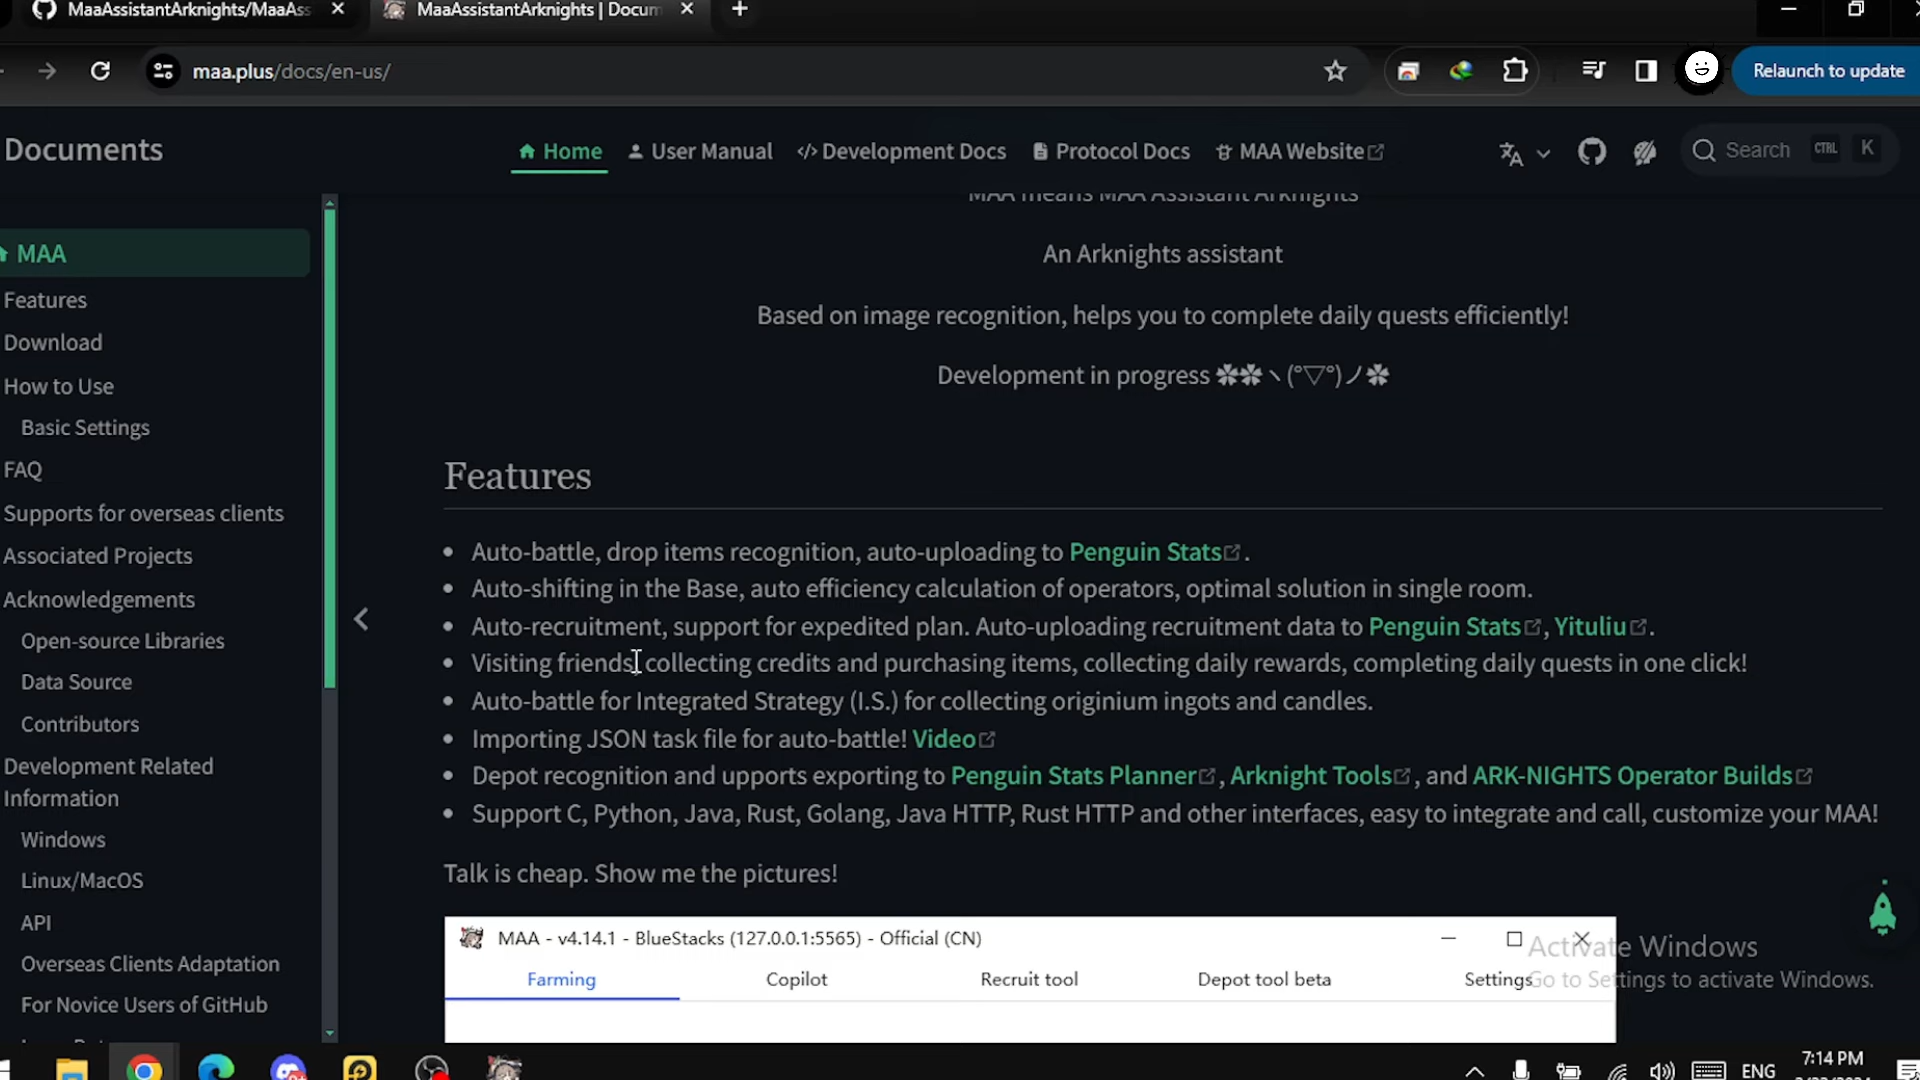 MaaAssistantArknights/MaaAss
MaaAssistantArknights | Docum
maa.plus/docs/en-us/
Relaunch to update
Documents
Home
User Manual
</> Development Docs
Protocol Docs
MAA Website
Search
CTRL
K
MAA
Features
Download
How to Use
Basic Settings
FAQ
Supports for overseas clients
Associated Projects
Acknowledgements
Open-source Libraries
Data Source
Contributors
Development Related
Information
Windows
Linux/MacOS
API
Overseas Clients Adaptation
For Novice Users of GitHub
MAA means MAA Assistant Arknights
An Arknights assistant
Based on image recognition, helps you to complete daily quests efficiently!
Development in progress ✽✽ヽ(°▽°)ノ✽
Features
• Auto-battle, drop items recognition, auto-uploading to Penguin Stats.
• Auto-shifting in the Base, auto efficiency calculation of operators, optimal solution in single room.
• Auto-recruitment, support for expedited plan. Auto-uploading recruitment data to Penguin Stats, Yituliu.
• Visiting friends, collecting credits and purchasing items, collecting daily rewards, completing daily quests in one click!
• Auto-battle for Integrated Strategy (I.S.) for collecting originium ingots and candles.
• Importing JSON task file for auto-battle! Video
• Depot recognition and upports exporting to Penguin Stats Planner, Arknight Tools, and ARK-NIGHTS Operator Builds
• Support C, Python, Java, Rust, Golang, Java HTTP, Rust HTTP and other interfaces, easy to integrate and call, customize your MAA!
Talk is cheap. Show me the pictures!
MAA - v4.14.1 - BlueStacks (127.0.0.1:5565) - Official (CN)
Farming
Copilot
Recruit tool
Depot tool beta
Settings
Activate Windows
Go to Settings to activate Windows.
ENG
7:14 PM